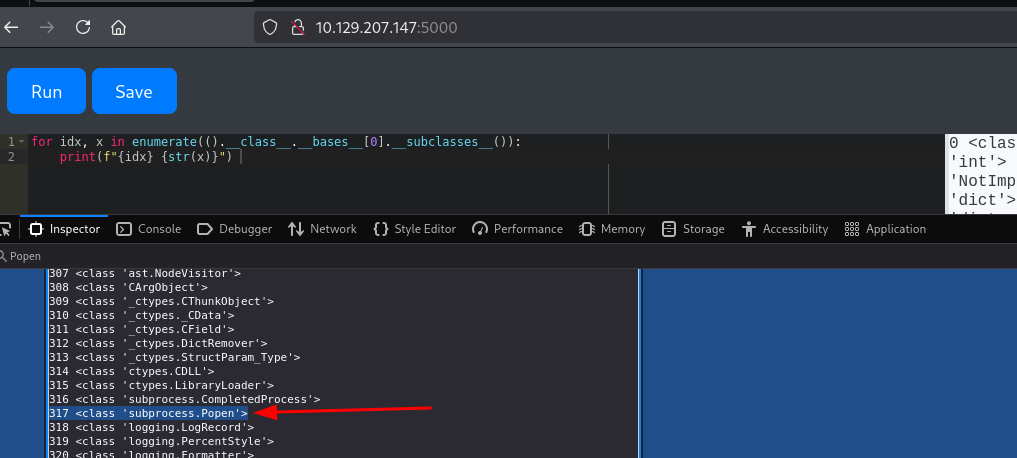 10.129.207.147:5000
Run Save
1 for idx, x in enumerate(().__class__.__bases__[0].__subclasses__()):
2 print(f"{idx} {str(x)}")
0 <clas
'int'>
'NotImp
'dict'>
Inspector Console Debugger Network Style Editor Performance Memory Storage Accessibility Application
Popen
307 <class 'ast.NodeVisitor'>
308 <class 'CArgObject'>
309 <class '_ctypes.CThunkObject'>
310 <class '_ctypes._CData'>
311 <class '_ctypes.CField'>
312 <class '_ctypes.DictRemover'>
313 <class '_ctypes.StructParam_Type'>
314 <class 'ctypes.CDLL'>
315 <class 'ctypes.LibraryLoader'>
316 <class 'subprocess.CompletedProcess'>
317 <class 'subprocess.Popen'>
318 <class 'logging.LogRecord'>
319 <class 'logging.PercentStyle'>
320 <class 'logging.Formatter'>